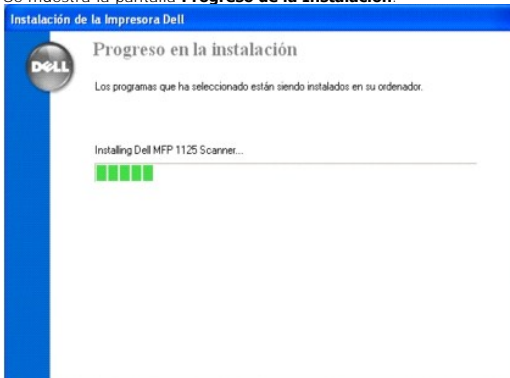 Se muestra la pantalla Progreso de la Instalación.
Instalación de la Impresora Dell
DELL
Progreso en la instalación
Los programas que ha seleccionado están siendo instalados en su ordenador.
Installing Dell MFP 1125 Scanner...